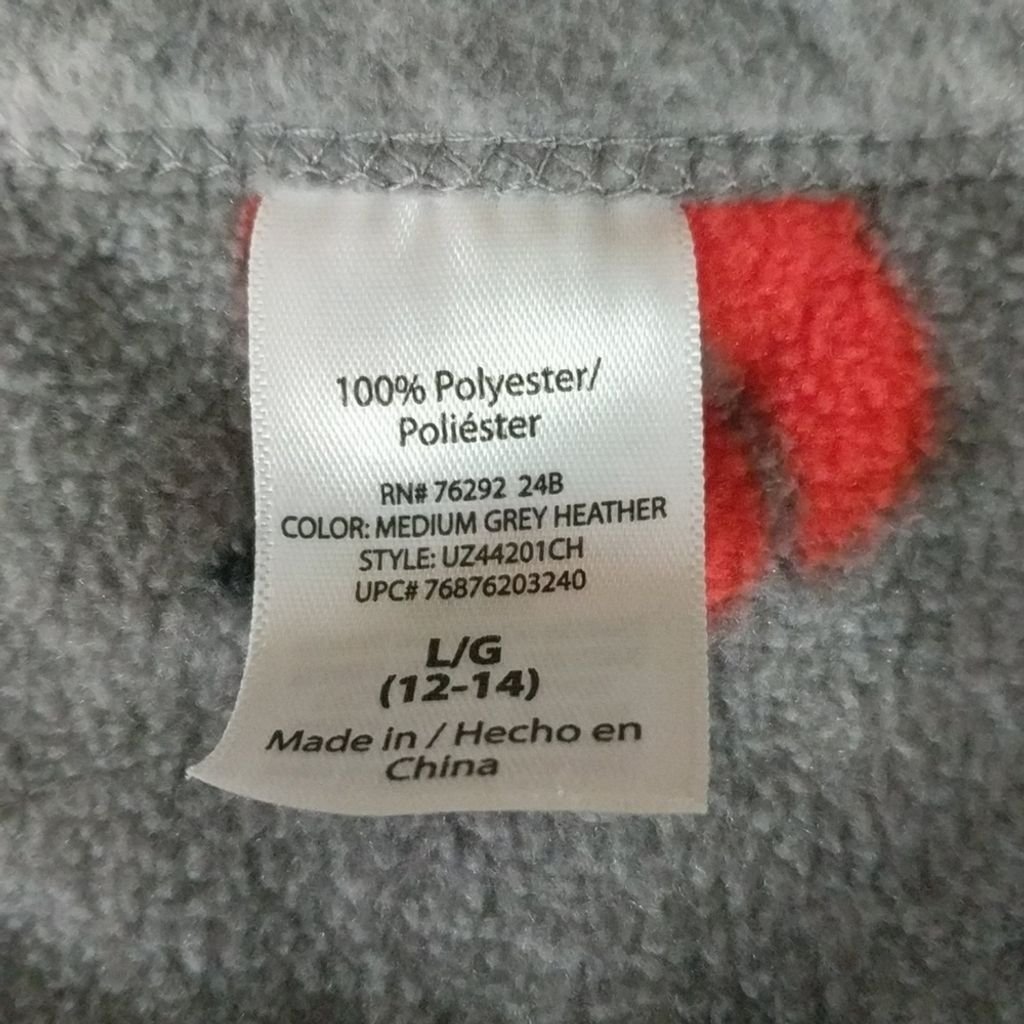 100% Polyester/
Poliéster
RN# 76292 24B
COLOR: MEDIUM GREY HEATHER
STYLE: UZ44201CH
UPC# 76876203240
L/G
(12-14)
Made in / Hecho en
China